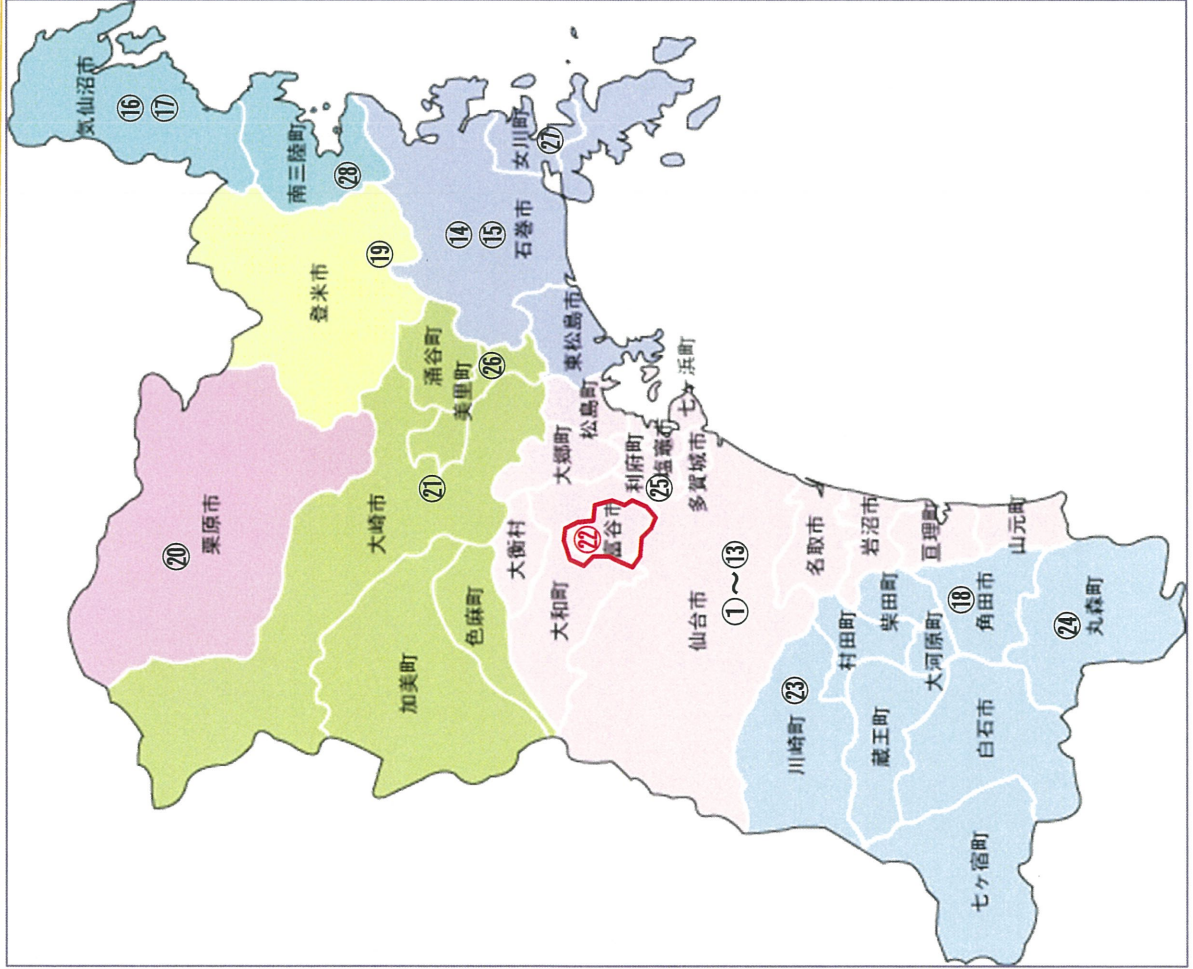 気仙沼市
⑯
⑰
南三陸町
㉘
登米市
⑲
⑭
⑮
石巻市
女川町
㉗
東松島市
栗原市
⑳
大崎市
㉑
涌谷町
美里町
㉖
加美町
色麻町
大衡村
大和町
大郷町
松島町
富谷市
㉒
利府町
塩竈市
㉕
多賀城市
七ヶ浜町
仙台市
①～⑬
名取市
岩沼市
亘理町
山元町
川崎町
㉓
村田町
柴田町
大河原町
蔵王町
角田市
⑱
丸森町
㉔
白石市
七ヶ宿町